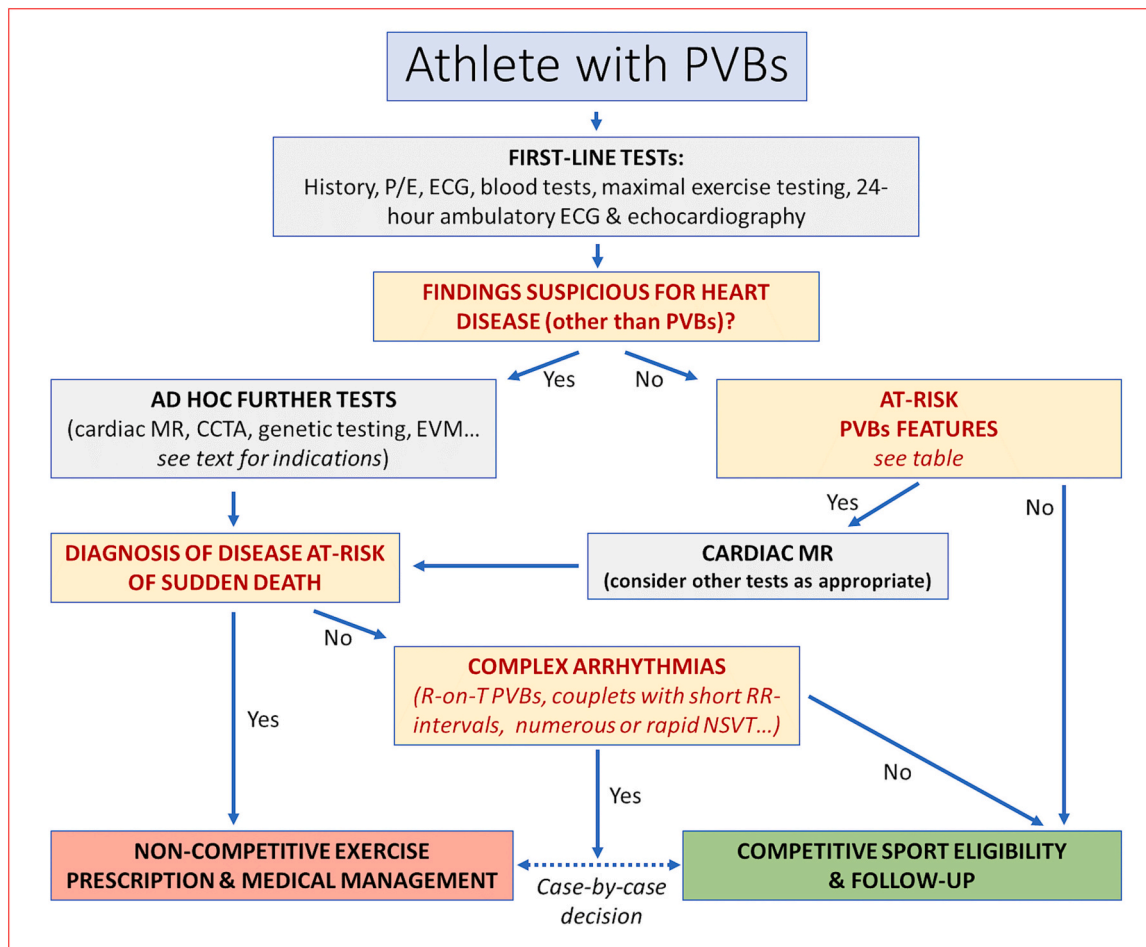 Athlete with PVBs
FIRST-LINE TESTs:
History, P/E, ECG, blood tests, maximal exercise testing, 24-
hour ambulatory ECG & echocardiography
FINDINGS SUSPICIOUS FOR HEART
DISEASE (other than PVBs)?
Yes
No
AD HOC FURTHER TESTS
(cardiac MR, CCTA, genetic testing, EVM...
see text for indications)
AT-RISK
PVBs FEATURES
see table
Yes
No
DIAGNOSIS OF DISEASE AT-RISK
OF SUDDEN DEATH
CARDIAC MR
(consider other tests as appropriate)
No
COMPLEX ARRHYTHMIAS
(R-on-T PVBs, couplets with short RR-
intervals, numerous or rapid NSVT...)
Yes
No
Yes
NON-COMPETITIVE EXERCISE
PRESCRIPTION & MEDICAL MANAGEMENT
Case-by-case
decision
COMPETITIVE SPORT ELIGIBILITY
& FOLLOW-UP